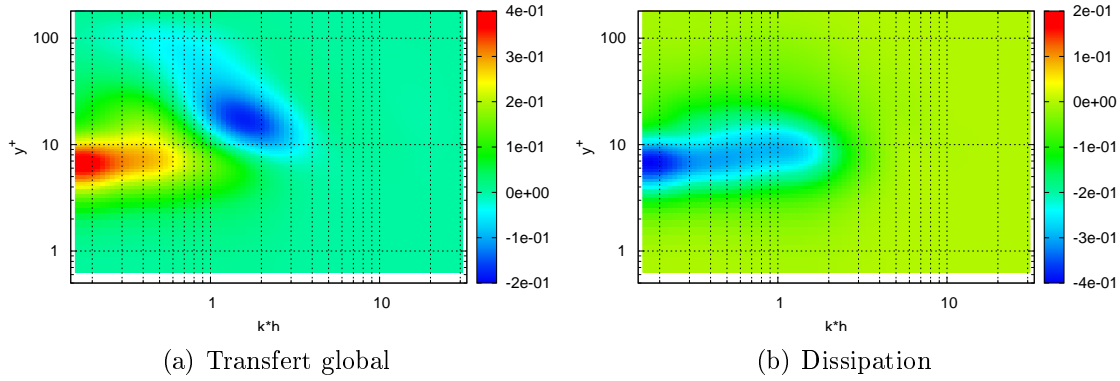 4e-01
100
3e-01
2e-01
y+
10
1e-01
0e+00
1
-1e-01
-2e-01
1
10
k*h
(a) Transfert global
2e-01
100
1e-01
0e+00
y+
10
-1e-01
-2e-01
1
-3e-01
-4e-01
1
10
k*h
(b) Dissipation